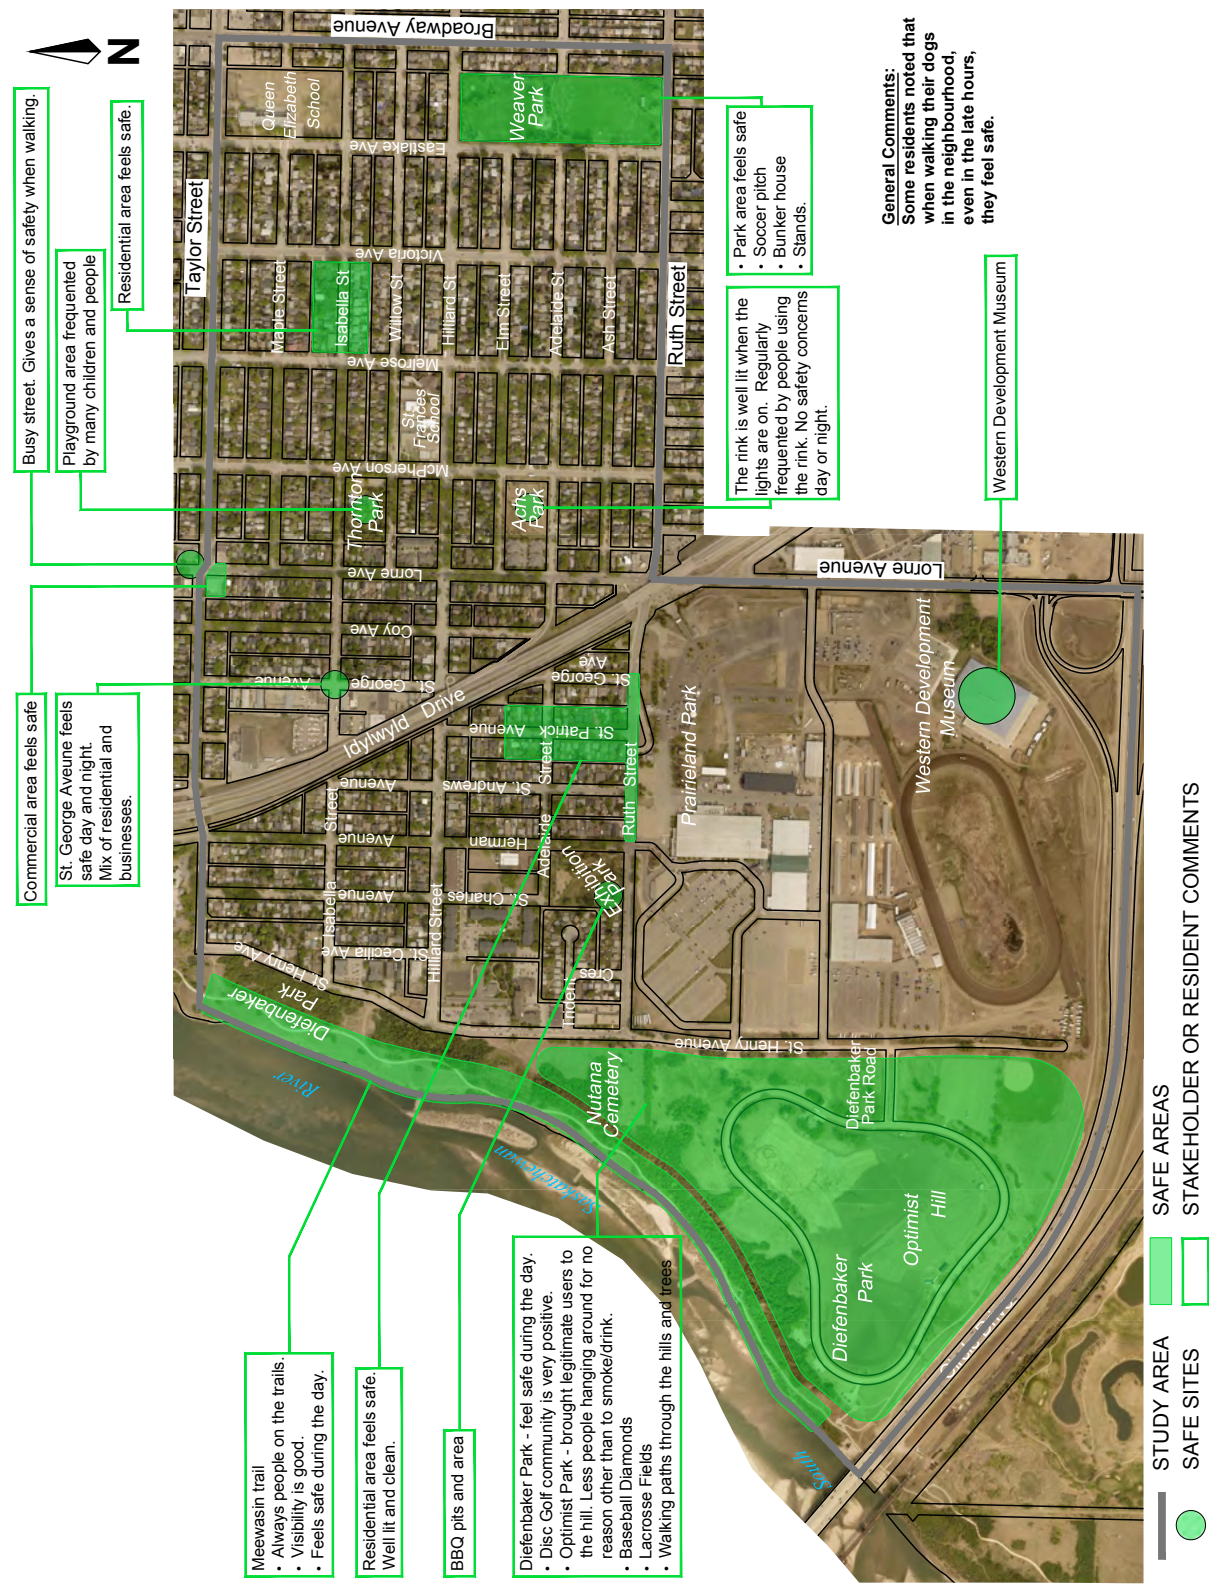 N
Busy street. Gives a sense of safety when walking.
Playground area frequented
by many children and people
Residential area feels safe.
Commercial area feels safe
St. George Aveune feels
safe day and night.
Mix of residential and
businesses.
Meewasin trail
• Always people on the trails.
• Visibility is good.
• Feels safe during the day.
Residential area feels safe.
Well lit and clean.
BBQ pits and area
Diefenbaker Park - feel safe during the day.
• Disc Golf community is very positive.
• Optimist Park - brought legitimate users to
the hill. Less people hanging around for no
reason other than to smoke/drink.
• Baseball Diamonds
• Lacrosse Fields
• Walking paths through the hills and trees
• Park area feels safe
• Soccer pitch
• Bunker house
• Stands.
The rink is well lit when the
lights are on. Regularly
frequented by people using
the rink. No safety concerns
day or night.
Western Development Museum
General Comments:
Some residents noted that
when walking their dogs
in the neighbourhood,
even in the late hours,
they feel safe.
Taylor Street
Broadway Avenue
Ruth Street
Lorne Avenue
Queen
Elizabeth
School
Weaver
Park
Eastlake Ave
Victoria Ave
Maple Street
Isabella St
Willow St
Hilliard St
Elm Street
Adelaide St
Ash Street
Melrose Ave
St.
Frances
School
McPherson Ave
Thornton
Park
Achs
Park
Lorne Ave
Coy Ave
St. George Avenue
St. George
Ave
Idylwyld Drive
St. Patrick Avenue
St. Andrews Avenue
Herman Avenue
St. Charles Avenue
St. Cecilia Ave
St. Henry Ave
Isabella Street
Hilliard Street
Adelaide Street
Ruth Street
Exhibition
Park
Trident Cres
St. Henry Avenue
Prairieland Park
Western Development
Museum
Diefenbaker
Park
Nutana
Cemetery
Diefenbaker
Park Road
Optimist
Hill
Diefenbaker
Park
South Saskatchewan River
STUDY AREA
SAFE SITES
SAFE AREAS
STAKEHOLDER OR RESIDENT COMMENTS